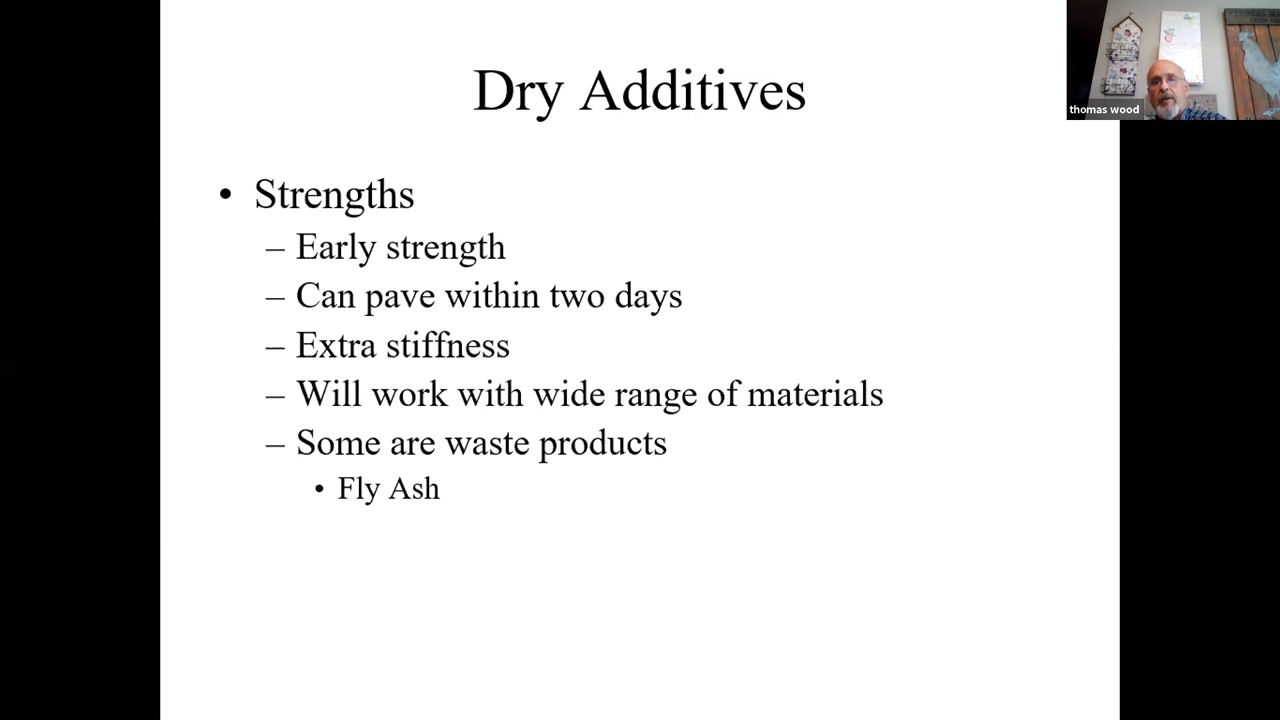 Dry Additives
thomas wood
• Strengths
– Early strength
– Can pave within two days
– Extra stiffness
– Will work with wide range of materials
– Some are waste products
• Fly Ash